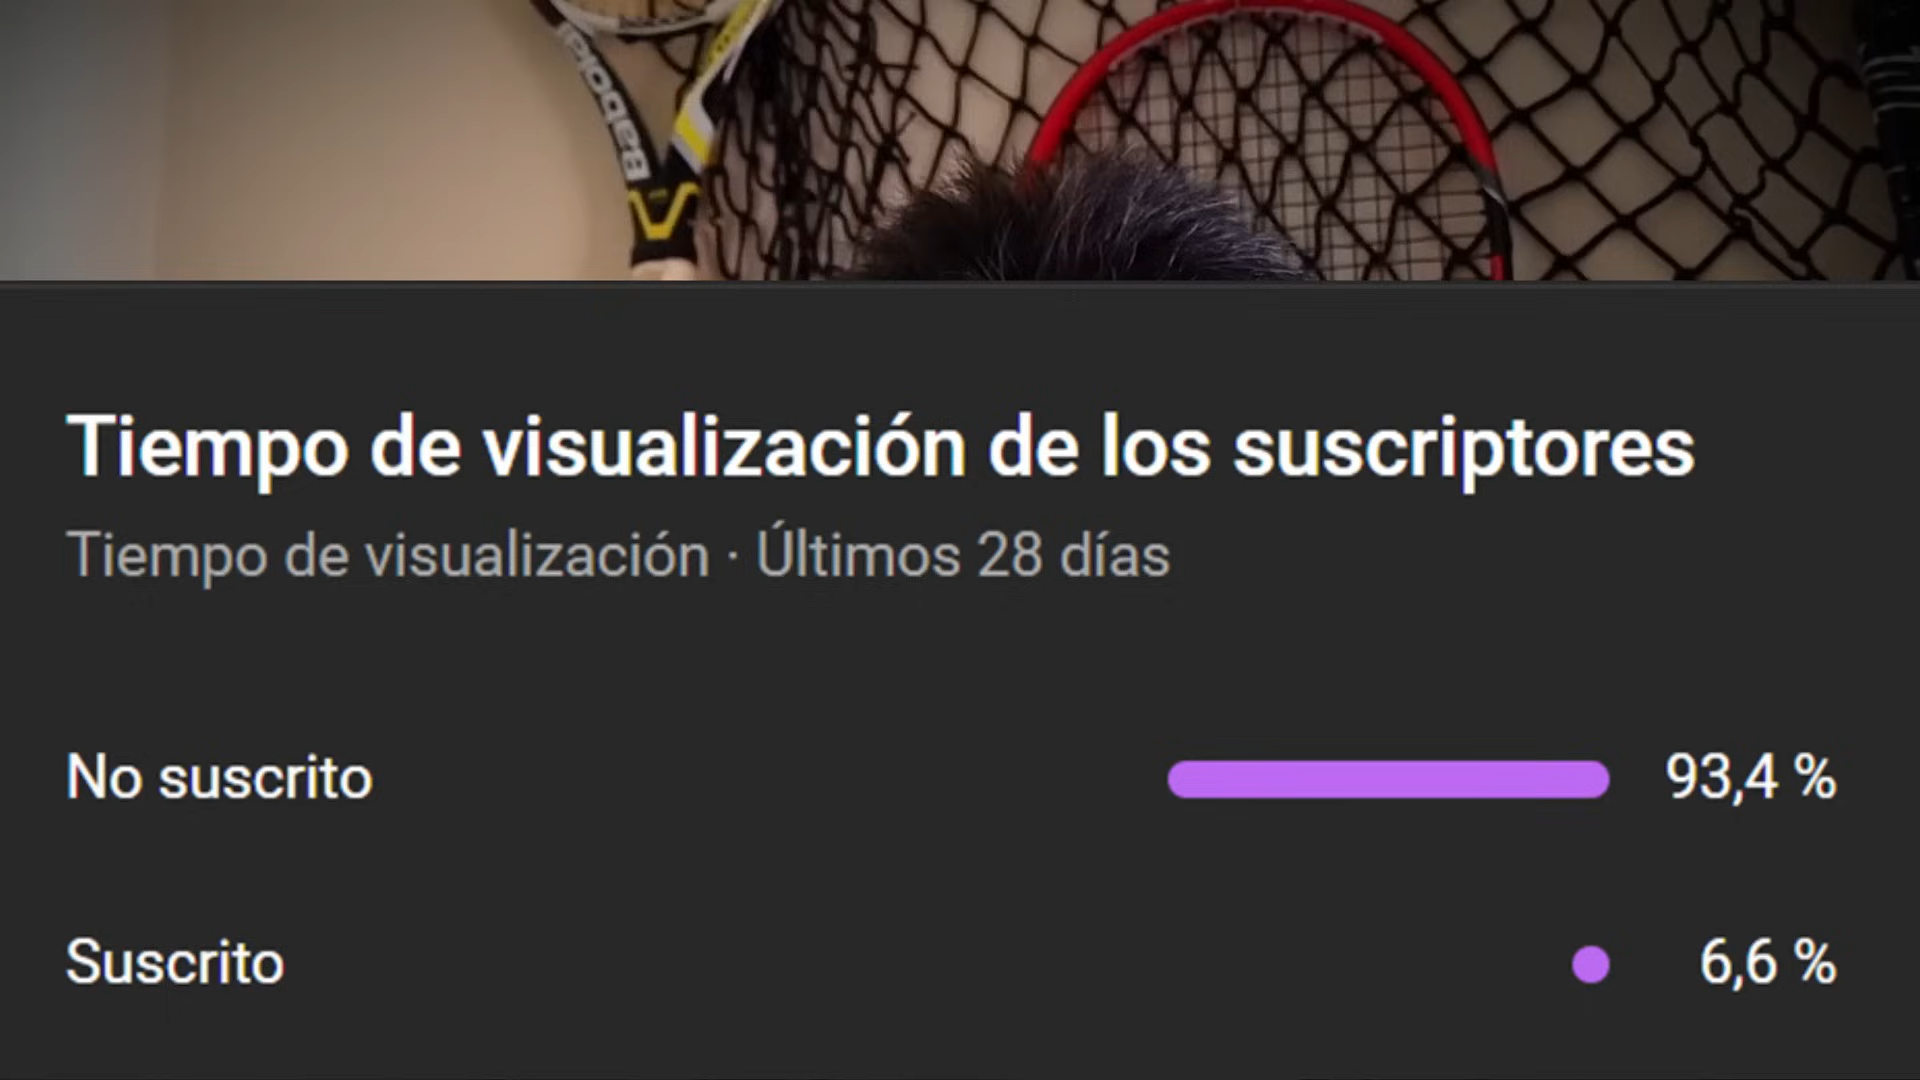 Babolat
Tiempo de visualización de los suscriptores
Tiempo de visualización · Últimos 28 días
No suscrito 93,4 %
Suscrito 6,6 %